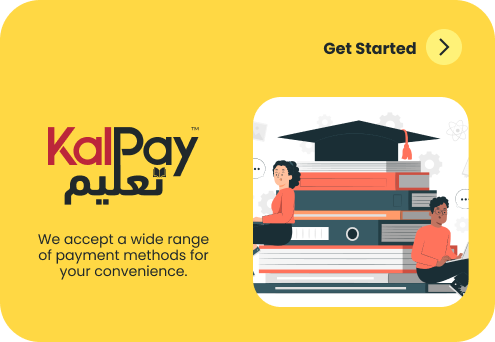 Get Started
KalPay™
تعلیم
We accept a wide range
of payment methods for
your convenience.